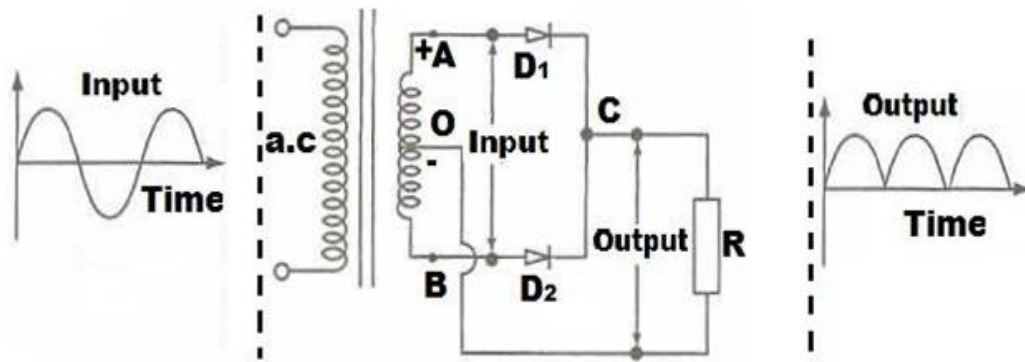 Input
Time
a.c
+A
O
-
B
Input
D1
D2
C
Output
R
Output
Time